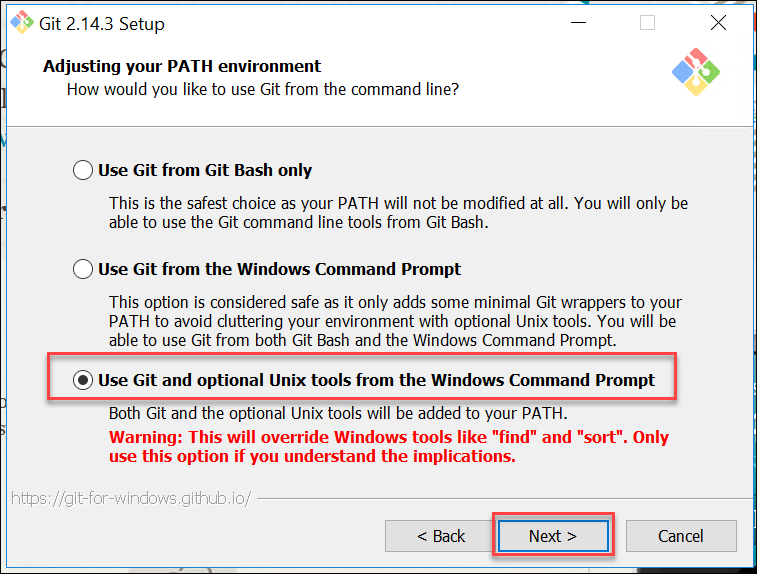 Git 2.14.3 Setup
Adjusting your PATH environment
How would you like to use Git from the command line?
Use Git from Git Bash only
This is the safest choice as your PATH will not be modified at all. You will only be
able to use the Git command line tools from Git Bash.
Use Git from the Windows Command Prompt
This option is considered safe as it only adds some minimal Git wrappers to your
PATH to avoid cluttering your environment with optional Unix tools. You will be
able to use Git from both Git Bash and the Windows Command Prompt.
Use Git and optional Unix tools from the Windows Command Prompt
Both Git and the optional Unix tools will be added to your PATH.
Warning: This will override Windows tools like "find" and "sort". Only
use this option if you understand the implications.
https://git-for-windows.github.io/
< Back Next > Cancel